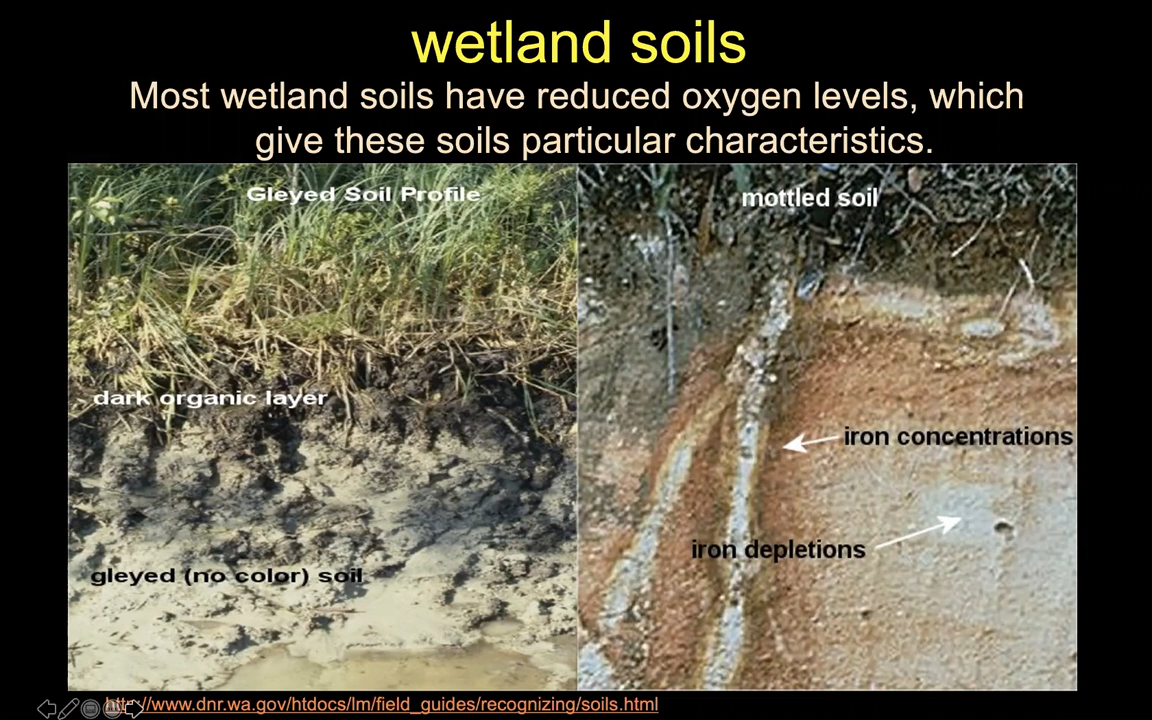 wetland soils
Most wetland soils have reduced oxygen levels, which
give these soils particular characteristics.
Gleyed Soil Profile
mottled soil
dark organic layer
iron concentrations
iron depletions
gleyed (no color) soil
http://www.dnr.wa.gov/htdocs/lm/field_guides/recognizing/soils.html